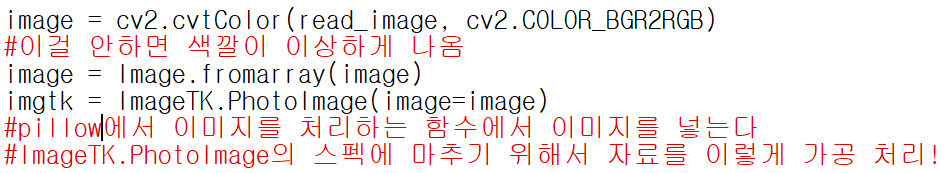 image = cv2.cvtColor(read_image, cv2.COLOR_BGR2RGB)
#이걸 안하면 색깔이 이상하게 나옴
image = Image.fromarray(image)
imgtk = ImageTK.PhotoImage(image=image)
#pillow에서 이미지를 처리하는 함수에서 이미지를 넣는다
#ImageTK.PhotoImage의 스펙에 마추기 위해서 자료를 이렇게 가공 처리!